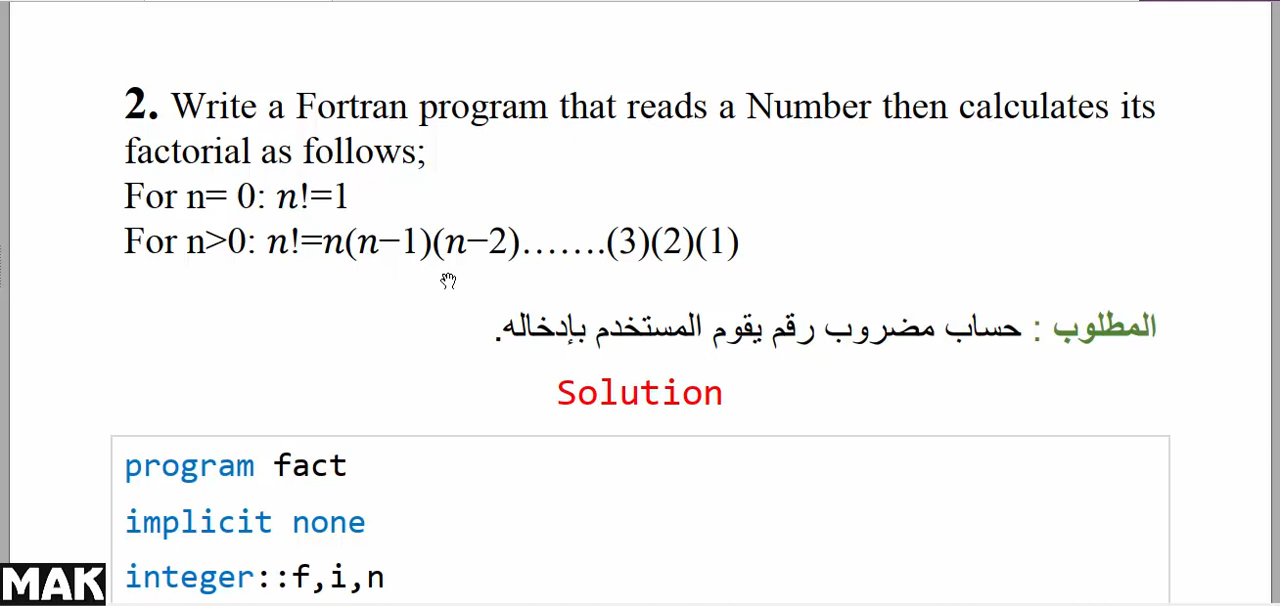 2. Write a Fortran program that reads a Number then calculates its
factorial as follows;
For n= 0: n!=1
For n>0: n!=n(n−1)(n−2)…….(3)(2)(1)
المطلوب : حساب مضروب رقم يقوم المستخدم بإدخاله.
Solution
program fact
implicit none
integer::f,i,n
MAK